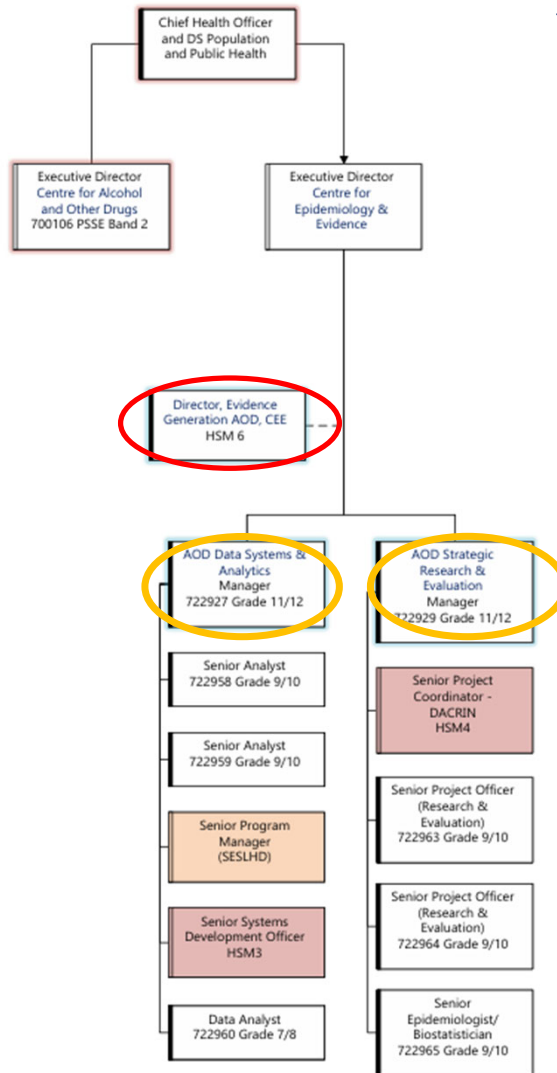 Chief Health Officer
and DS Population
and Public Health
Executive Director
Centre for Alcohol
and Other Drugs
700106 PSSE Band 2
Executive Director
Centre for
Epidemiology &
Evidence
Director, Evidence
Generation AOD, CEE
HSM 6
AOD Data Systems &
Analytics
Manager
722927 Grade 11/12
Senior Analyst
722958 Grade 9/10
Senior Analyst
722959 Grade 9/10
Senior Program
Manager
(SESLHD)
Senior Systems
Development Officer
HSM3
Data Analyst
722960 Grade 7/8
AOD Strategic
Research &
Evaluation
Manager
722929 Grade 11/12
Senior Project
Coordinator -
DACRIN
HSM4
Senior Project Officer
(Research &
Evaluation)
722963 Grade 9/10
Senior Project Officer
(Research &
Evaluation)
722964 Grade 9/10
Senior
Epidemiologist/
Biostatistician
722965 Grade 9/10